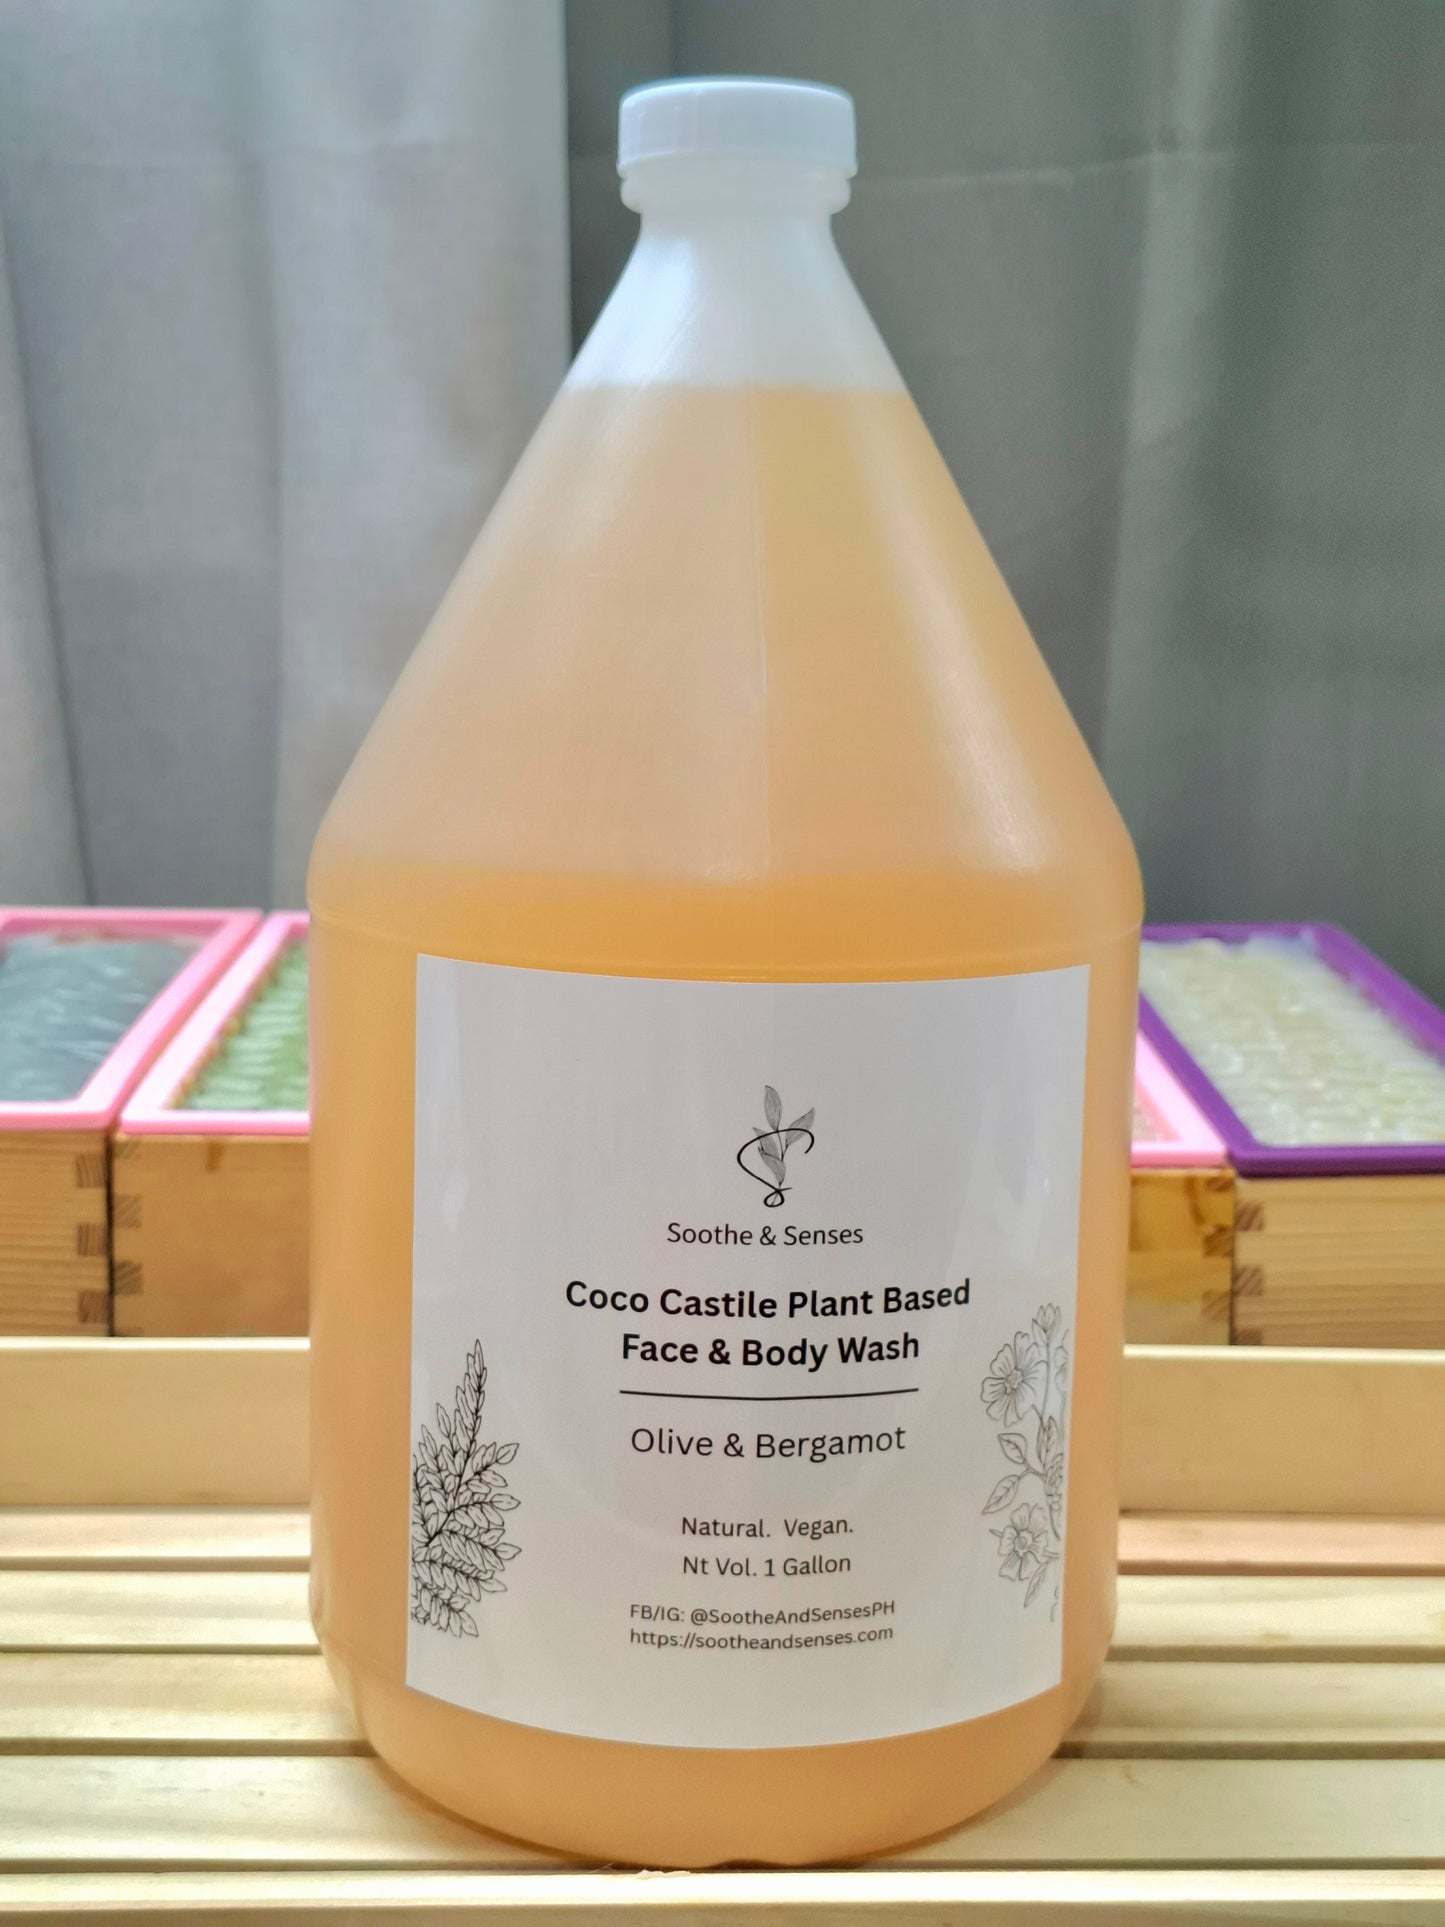 Soothe & Senses
Coco Castile Plant Based
Face & Body Wash
Olive & Bergamot
Natural. Vegan.
Nt Vol. 1 Gallon
FB/IG: @SootheAndSensesPH
https://sootheandsenses.com